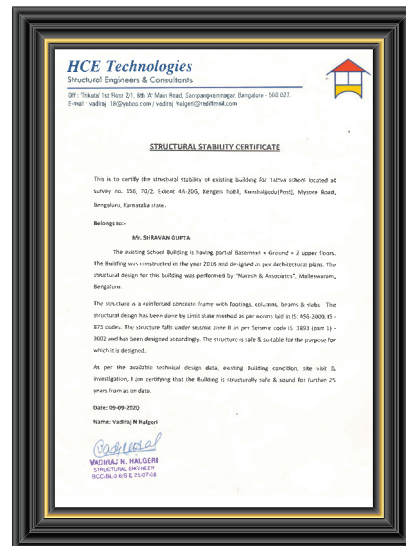 HCE Technologies
Structural Engineers & Consultants
Off : 'Trikuta' 1st Floor 2/1, 8th 'A' Main Road, Sampangiramnagar, Bangalore - 560 027.
E-mail : vadiraj_18@yahoo.com / vadiraj_halgeri@rediffmail.com
STRUCTURAL STABILITY CERTIFICATE
This is to certify the structural stability of existing building for Tattva school located at
survey no. 156, 70/2, Extent 4A-20G, Kengeri hobli, Kumbalgodu(Post), Mysore Road,
Bengaluru, Karnataka state.
Belongs to:-
Mr. SHRAVAN GUPTA
The existing School Building is having partial Basement + Ground + 2 upper floors.
The Building was constructed in the year 2016 and designed as per Architectural plans. The
structural design for this building was performed by "Naresh & Associates", Malleswaram,
Bengaluru.
The structure is a reinforced concrete frame with footings, columns, beams & slabs. The
structural design has been done by Limit state method as per norms laid in IS: 456-2000, IS -
875 codes. The structure falls under seismic zone II as per Seismic code IS 1893 (part 1) -
2002 and has been designed accordingly. The structure is safe & suitable for the purpose for
which it is designed.
As per the available technical design data, existing Building condition, site visit &
investigation, I am certifying that the Building is structurally safe & sound for further 25
years from as on date.
Date: 09-09-2020
Name: Vadiraj N Halgeri
VADIRAJ N. HALGERI
STRUCTURAL ENGINEER